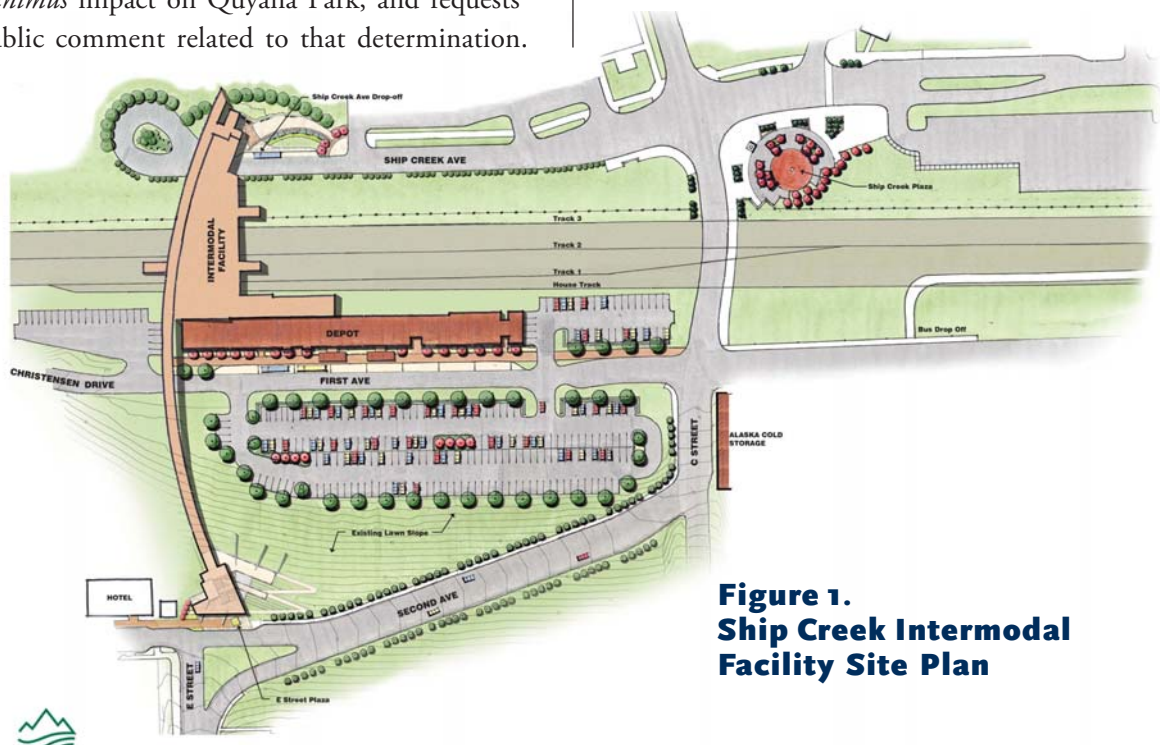 nimus impact on Quyana Park, and requests
blic comment related to that determination.
Ship Creek Ave Drop-off
SHIP CREEK AVE
Ship Creek Plaza
INTERMODAL
FACILITY
Track 3
Track 2
Track 1
House Track
DEPOT
Bus Drop Off
CHRISTENSEN DRIVE
FIRST AVE
C STREET
ALASKA COLD
STORAGE
Existing Lawn Slope
HOTEL
SECOND AVE
E STREET
E Street Plaza
Figure 1.
Ship Creek Intermodal
Facility Site Plan